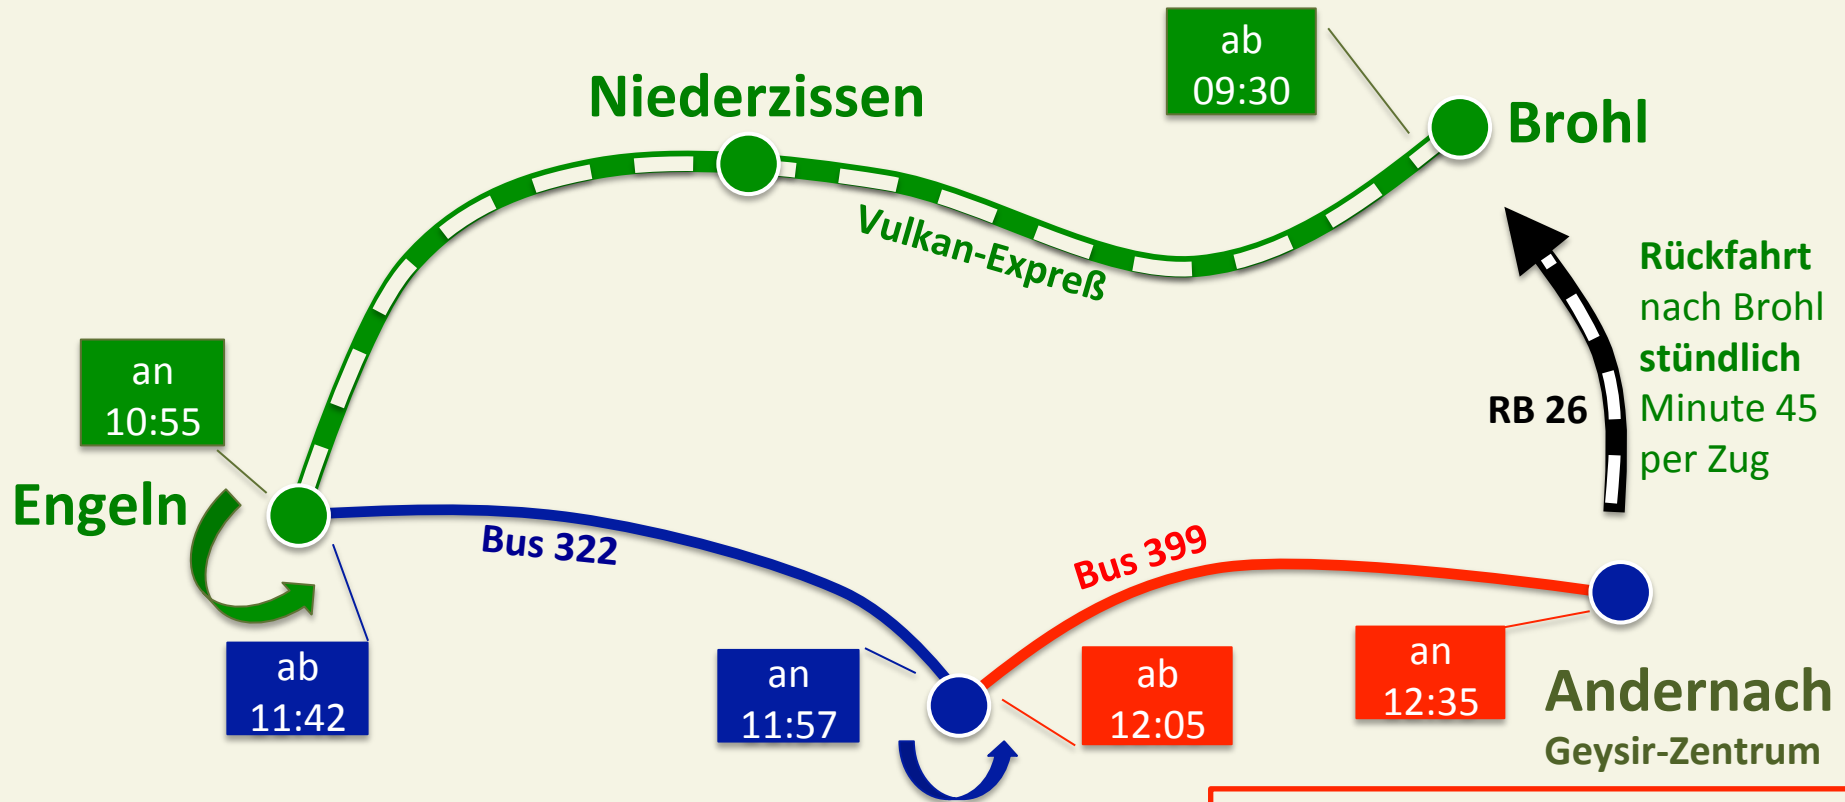 ab
09:30
Niederzissen
Brohl
Vulkan-Expreß
Rückfahrt
nach Brohl
stündlich
Minute 45
per Zug
RB 26
an
10:55
Engeln
Bus 322
Bus 399
ab
11:42
an
11:57
ab
12:05
an
12:35
Andernach
Geysir-Zentrum